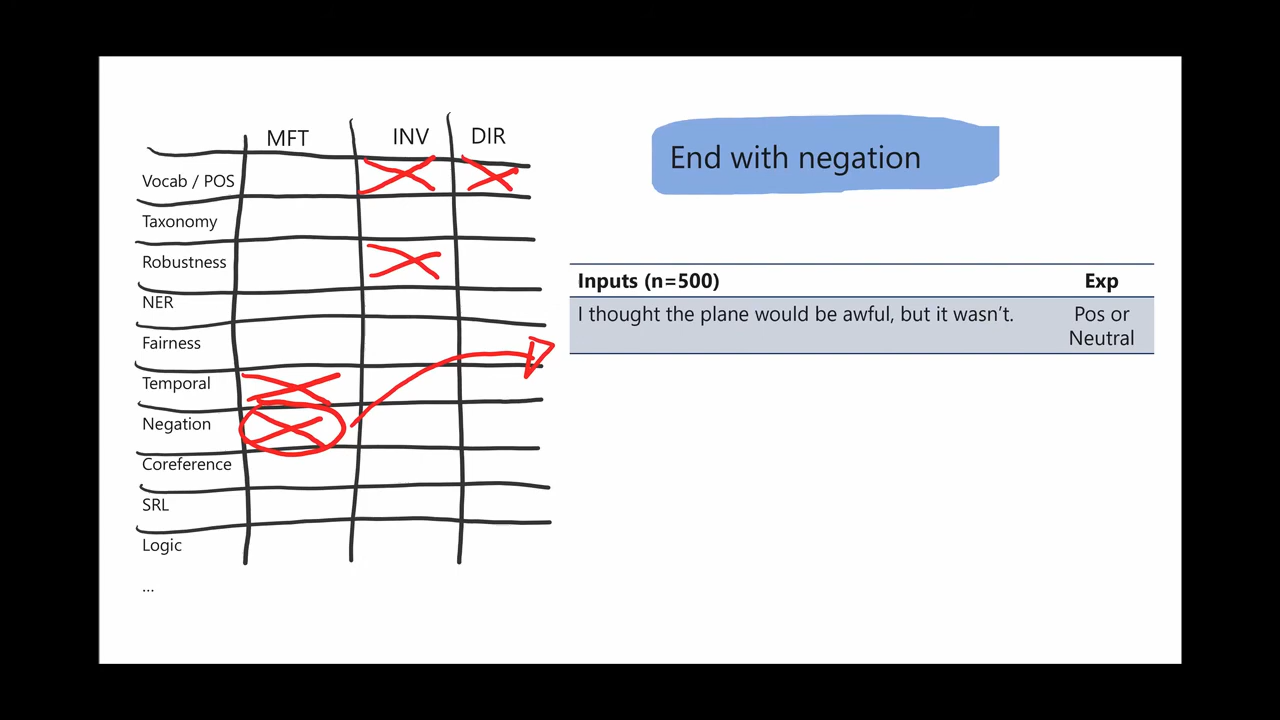 MFT INV DIR
Vocab / POS
Taxonomy
Robustness
NER
Fairness
Temporal
Negation
Coreference
SRL
Logic
...
End with negation
Inputs (n=500) Exp
I thought the plane would be awful, but it wasn't. Pos or
Neutral